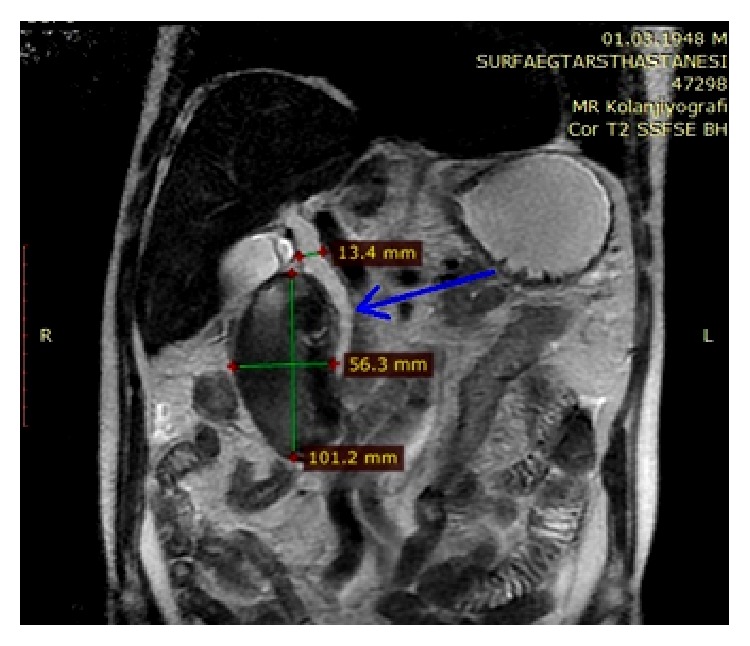 01.03.1948 M
SURFAEGTARSTHASTANESI
47298
MR Kolanjiyografi
Cor T2 SSFSE BH
13.4 mm
R
L
56.3 mm
101.2 mm